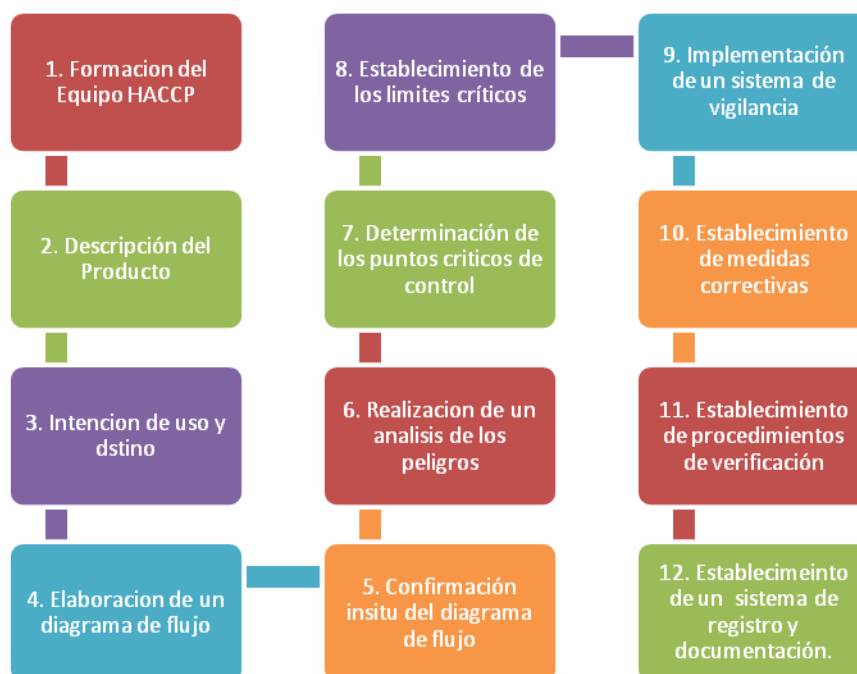 1. Formacion del
Equipo HACCP
2. Descripción del
Producto
3. Intencion de uso y
dstino
4. Elaboracion de un
diagrama de flujo
5. Confirmación
insitu del diagrama
de flujo
6. Realizacion de un
analisis de los
peligros
7. Determinación de
los puntos criticos de
control
8. Establecimiento de
los limites críticos
9. Implementación
de un sistema de
vigilancia
10. Establecimiento
de medidas
correctivas
11. Establecimiento
de procedimientos
de verificación
12. Establecimeinto
de un sistema de
registro y
documentación.